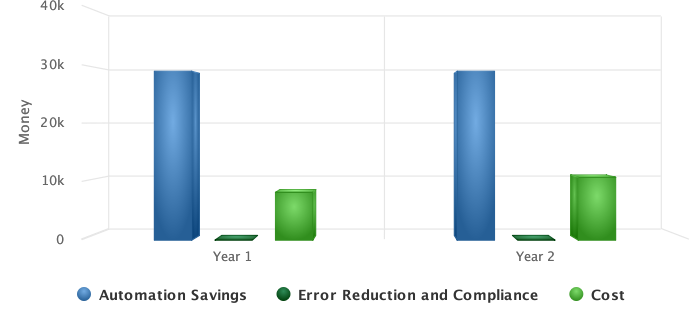 40k
30k
20k
10k
0
Money
Year 1
Year 2
Automation Savings
Error Reduction and Compliance
Cost